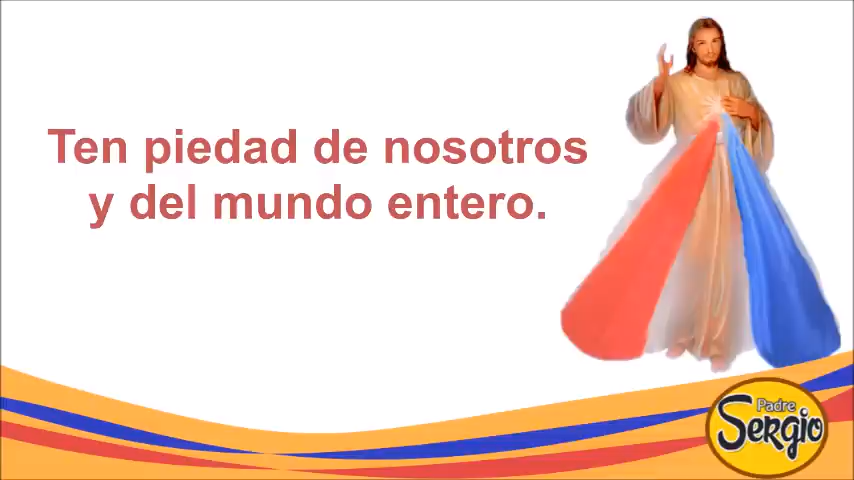 Ten piedad de nosotros
y del mundo entero.
Padre
Sergio